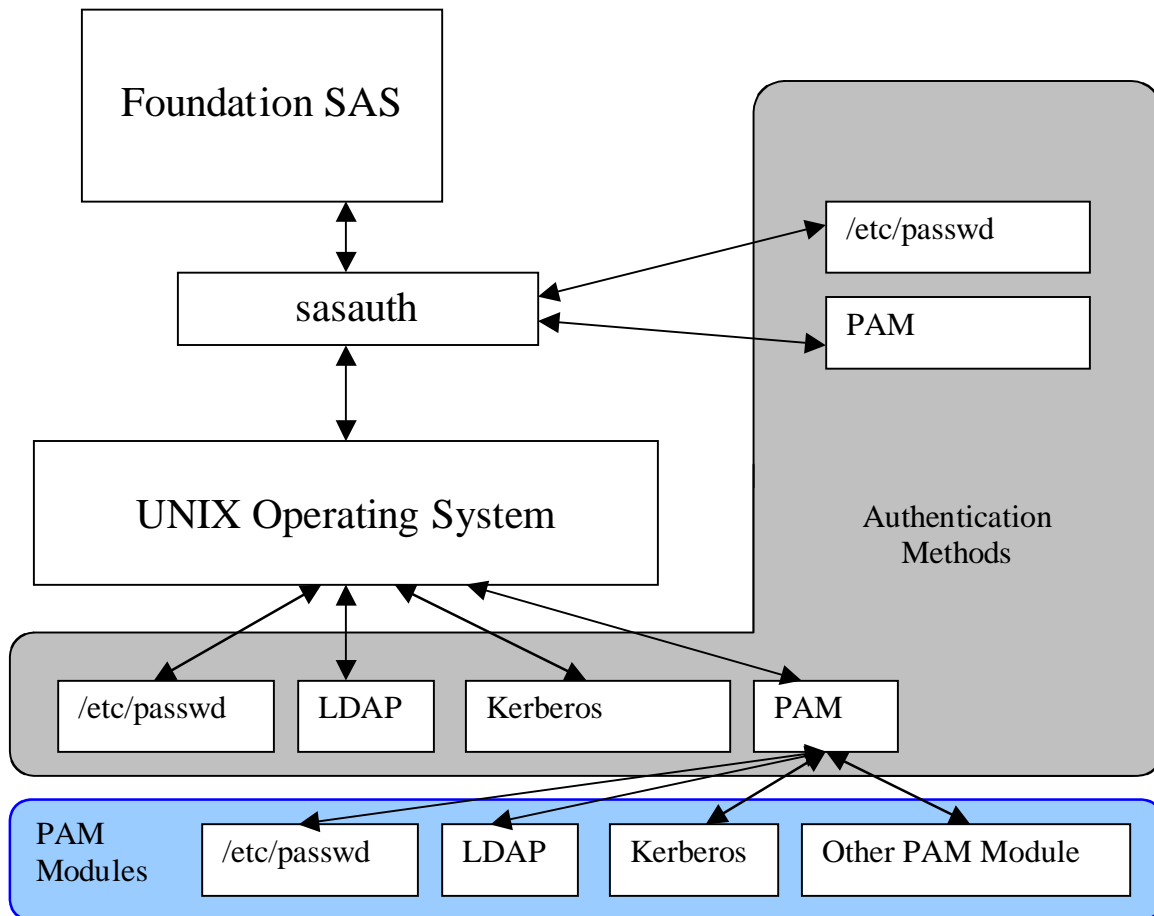 Foundation SAS
/etc/passwd
sasauth
PAM
UNIX Operating System
Authentication
Methods
/etc/passwd
LDAP
Kerberos
PAM
PAM
Modules
/etc/passwd
LDAP
Kerberos
Other PAM Module